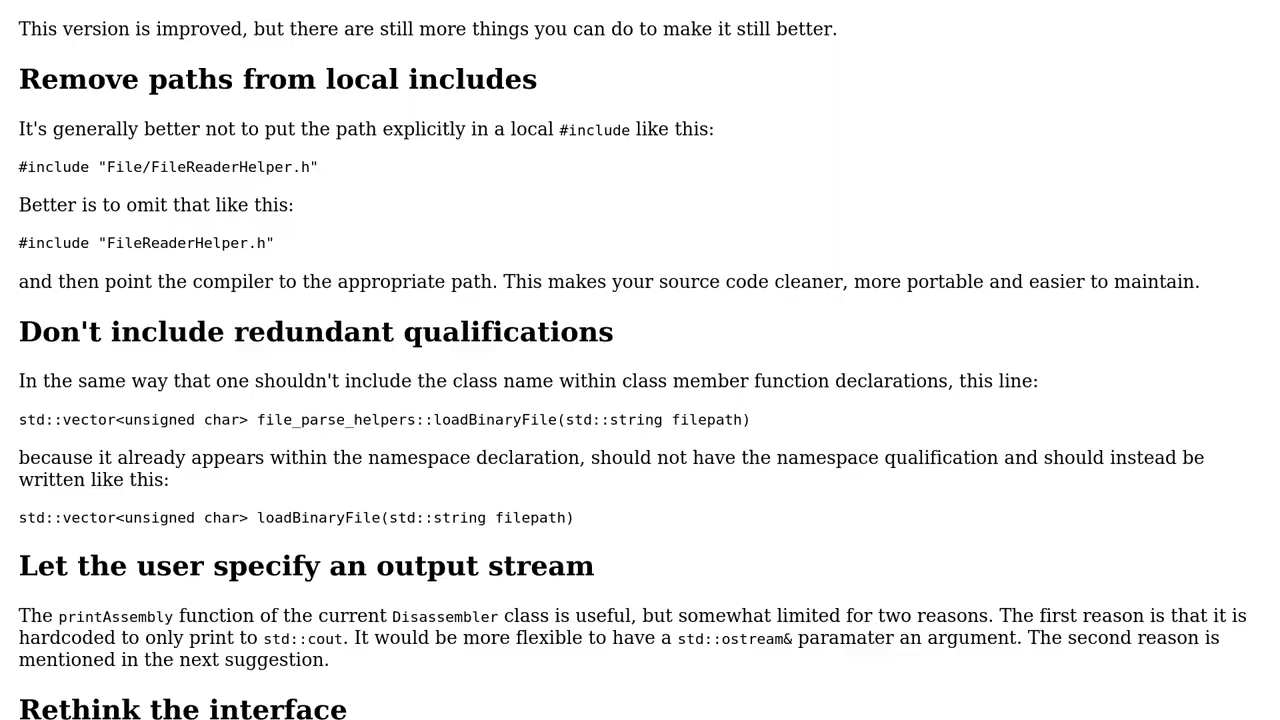 This version is improved, but there are still more things you can do to make it still better.
Remove paths from local includes
It's generally better not to put the path explicitly in a local #include like this:
#include "File/FileReaderHelper.h"
Better is to omit that like this:
#include "FileReaderHelper.h"
and then point the compiler to the appropriate path. This makes your source code cleaner, more portable and easier to maintain.
Don't include redundant qualifications
In the same way that one shouldn't include the class name within class member function declarations, this line:
std::vector<unsigned char> file_parse_helpers::loadBinaryFile(std::string filepath)
because it already appears within the namespace declaration, should not have the namespace qualification and should instead be
written like this:
std::vector<unsigned char> loadBinaryFile(std::string filepath)
Let the user specify an output stream
The printAssembly function of the current Disassembler class is useful, but somewhat limited for two reasons. The first reason is that it is
hardcoded to only print to std::cout. It would be more flexible to have a std::ostream& paramater an argument. The second reason is
mentioned in the next suggestion.
Rethink the interface